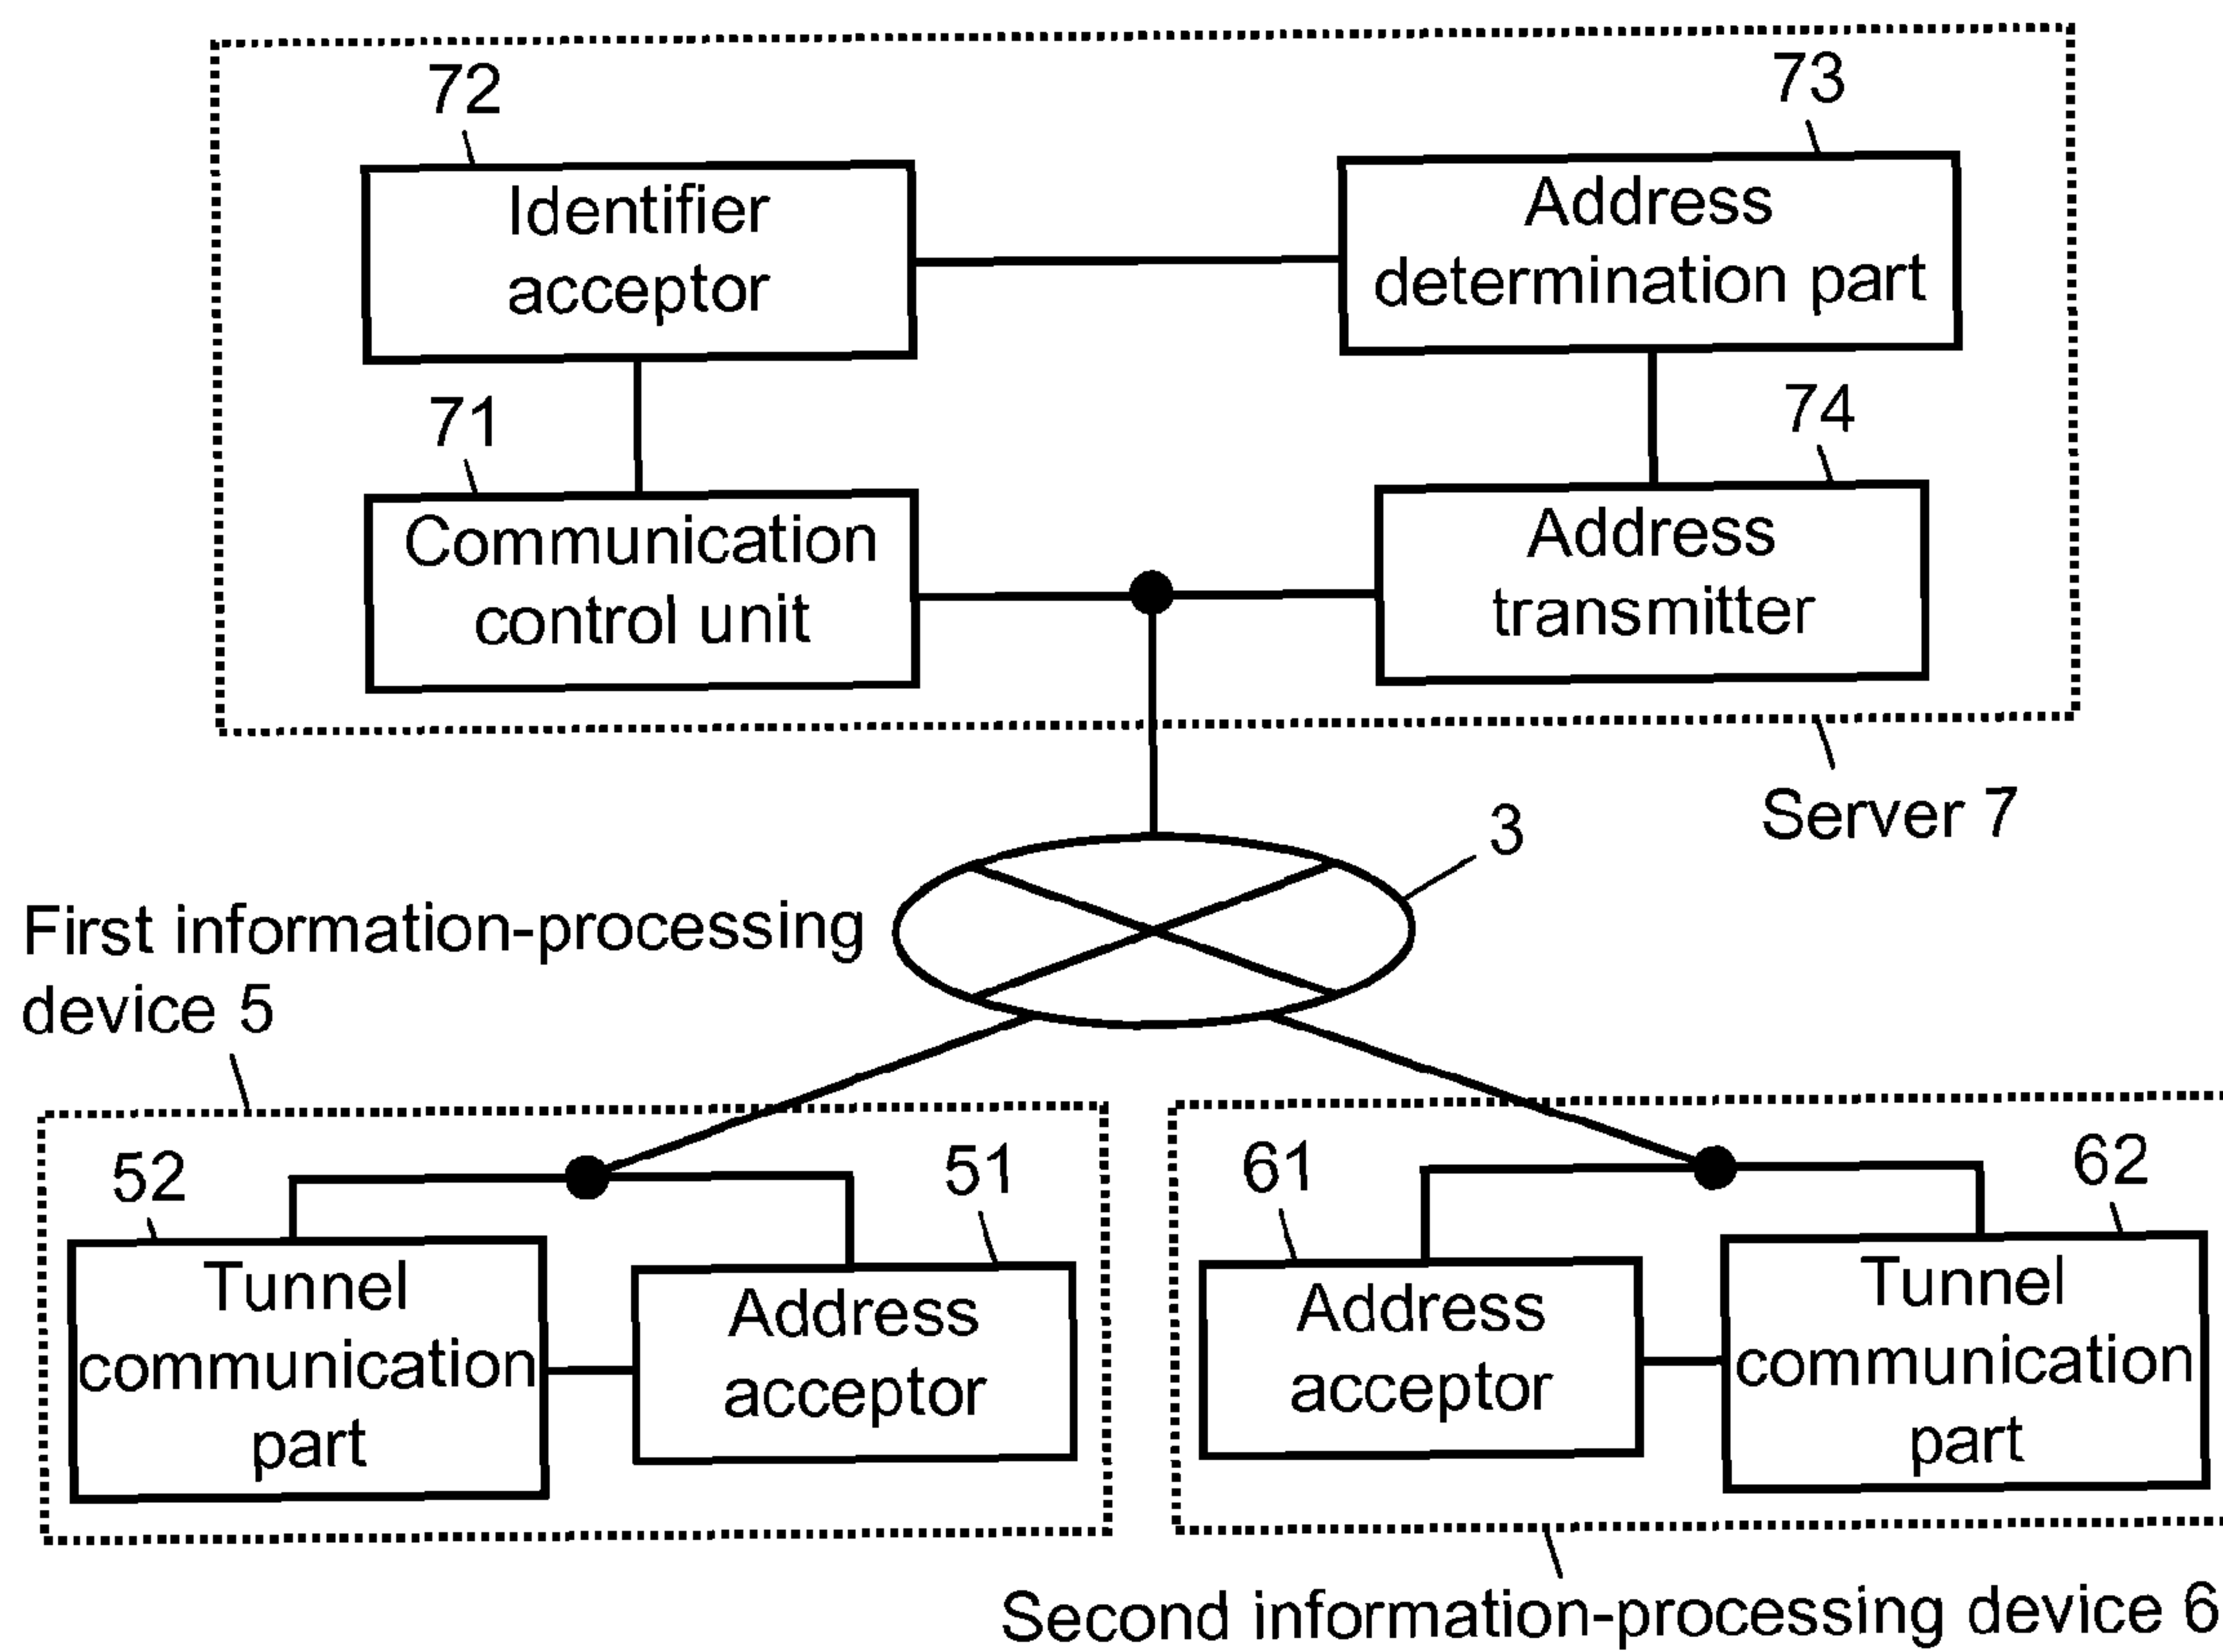 72
73
Identifier
acceptor
Address
determination part
71
74
Communication
control unit
Address
transmitter
Server 7
3
First information-processing
device 5
52
51
61
62
Tunnel
communication
part
Address
acceptor
Address
acceptor
Tunnel
communication
part
Second information-processing device 6